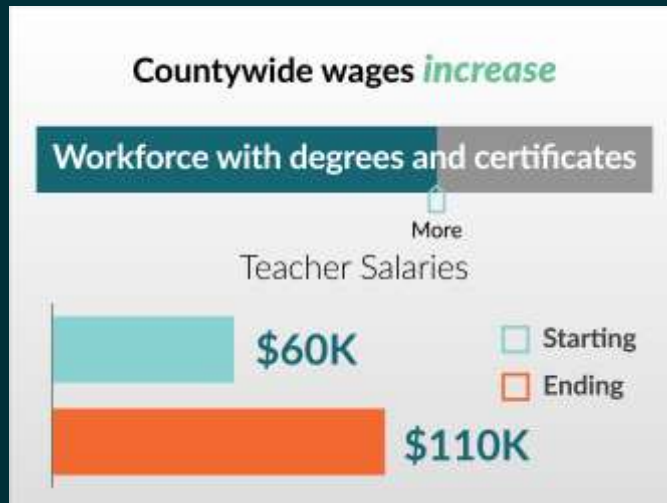 Countywide wages increase
Workforce with degrees and certificates
More
Teacher Salaries
$60K
Starting
Ending
$110K